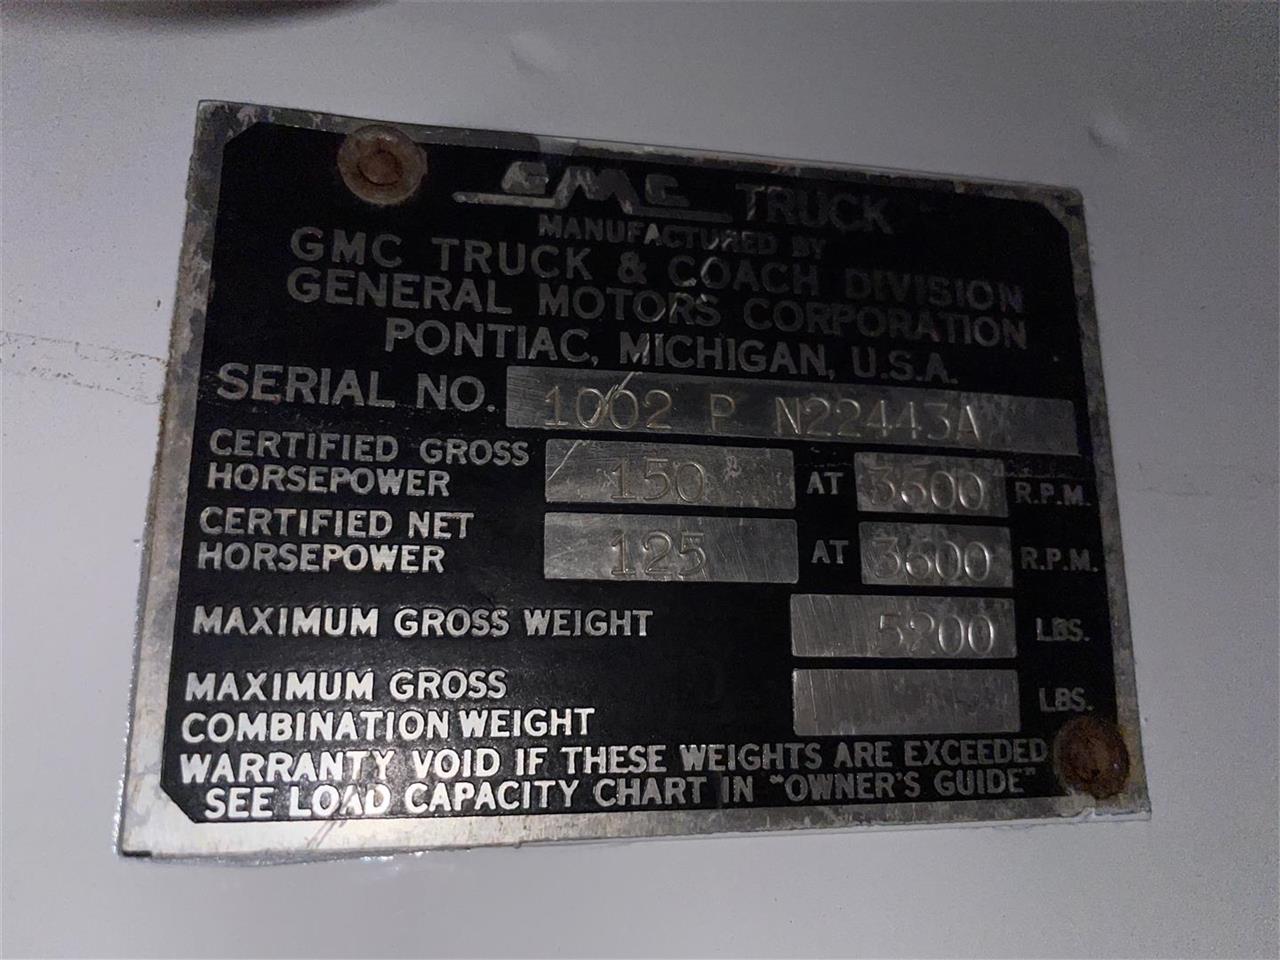 GMC TRUCK
MANUFACTURED BY
GMC TRUCK & COACH DIVISION
GENERAL MOTORS CORPORATION
PONTIAC, MICHIGAN, U.S.A.
SERIAL NO. 1002 P N22443A
CERTIFIED GROSS
HORSEPOWER 150 AT 3600 R.P.M.
CERTIFIED NET
HORSEPOWER 125 AT 3600 R.P.M.
MAXIMUM GROSS WEIGHT 5200 LBS.
MAXIMUM GROSS
COMBINATION WEIGHT LBS.
WARRANTY VOID IF THESE WEIGHTS ARE EXCEEDED
SEE LOAD CAPACITY CHART IN "OWNER'S GUIDE"